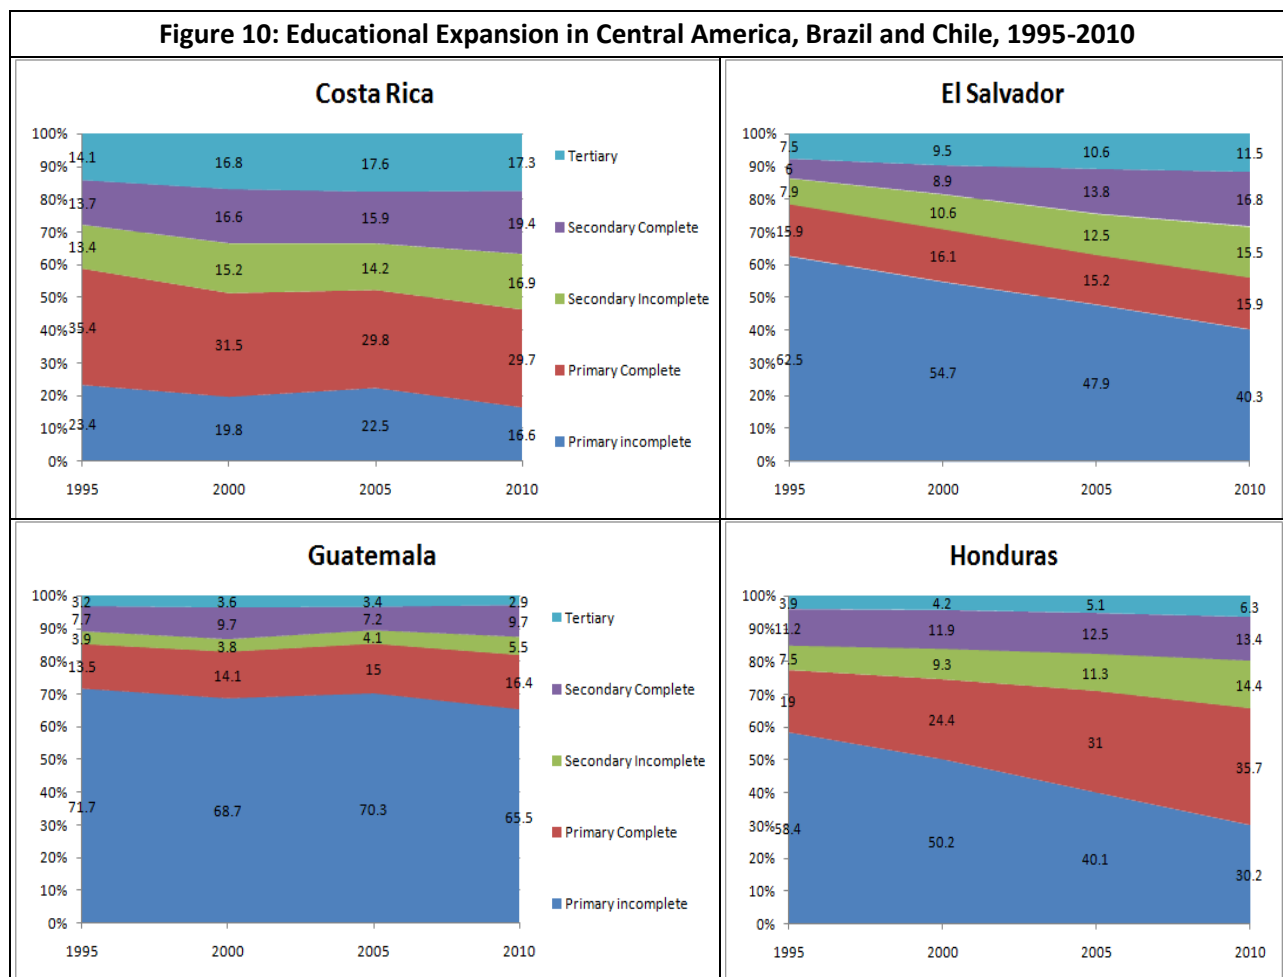 Figure 10: Educational Expansion in Central America, Brazil and Chile, 1995-2010
Costa Rica
100%
90%
80%
70%
60%
50%
40%
30%
20%
10%
0%
14.1 16.8 17.6 17.3
13.7 16.6 15.9 19.4
13.4 15.2 14.2 16.9
35.4 31.5 29.8 29.7
23.4 19.8 22.5 16.6
1995 2000 2005 2010
Tertiary
Secondary Complete
Secondary Incomplete
Primary Complete
Primary incomplete
El Salvador
100%
90%
80%
70%
60%
50%
40%
30%
20%
10%
0%
7.5 9.5 10.6 11.5
6 8.9 13.8 16.8
7.9 10.6 12.5 15.5
15.9 16.1 15.2 15.9
62.5 54.7 47.9 40.3
1995 2000 2005 2010
Guatemala
100%
90%
80%
70%
60%
50%
40%
30%
20%
10%
0%
3.2 3.6 3.4 2.9
7.7 9.7 7.2 9.7
3.9 3.8 4.1 5.5
13.5 14.1 15 16.4
71.7 68.7 70.3 65.5
1995 2000 2005 2010
Tertiary
Secondary Complete
Secondary Incomplete
Primary Complete
Primary incomplete
Honduras
100%
90%
80%
70%
60%
50%
40%
30%
20%
10%
0%
3.9 4.2 5.1 6.3
11.2 11.9 12.5 13.4
7.5 9.3 11.3 14.4
19 24.4 31 35.7
58.4 50.2 40.1 30.2
1995 2000 2005 2010